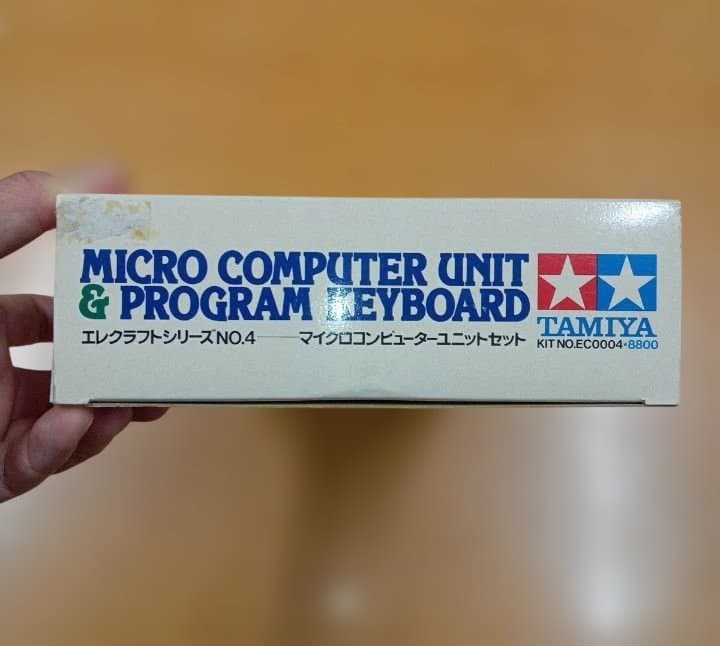 MICRO COMPUTER UNIT
& PROGRAM KEYBOARD
エレクラフトシリーズNO.4――マイクロコンピューターユニットセット
TAMIYA
KIT NO.EC0004•8800